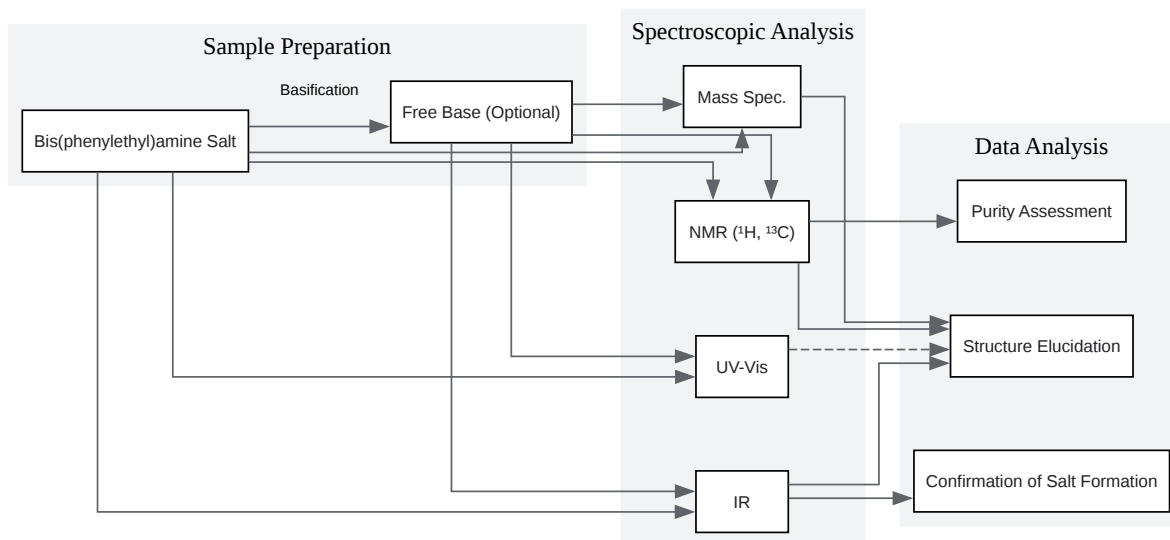 Sample Preparation
Basification
Bis(phenylethyl)amine Salt
Free Base (Optional)
Spectroscopic Analysis
Mass Spec.
NMR (¹H, ¹³C)
UV-Vis
IR
Data Analysis
Purity Assessment
Structure Elucidation
Confirmation of Salt Formation